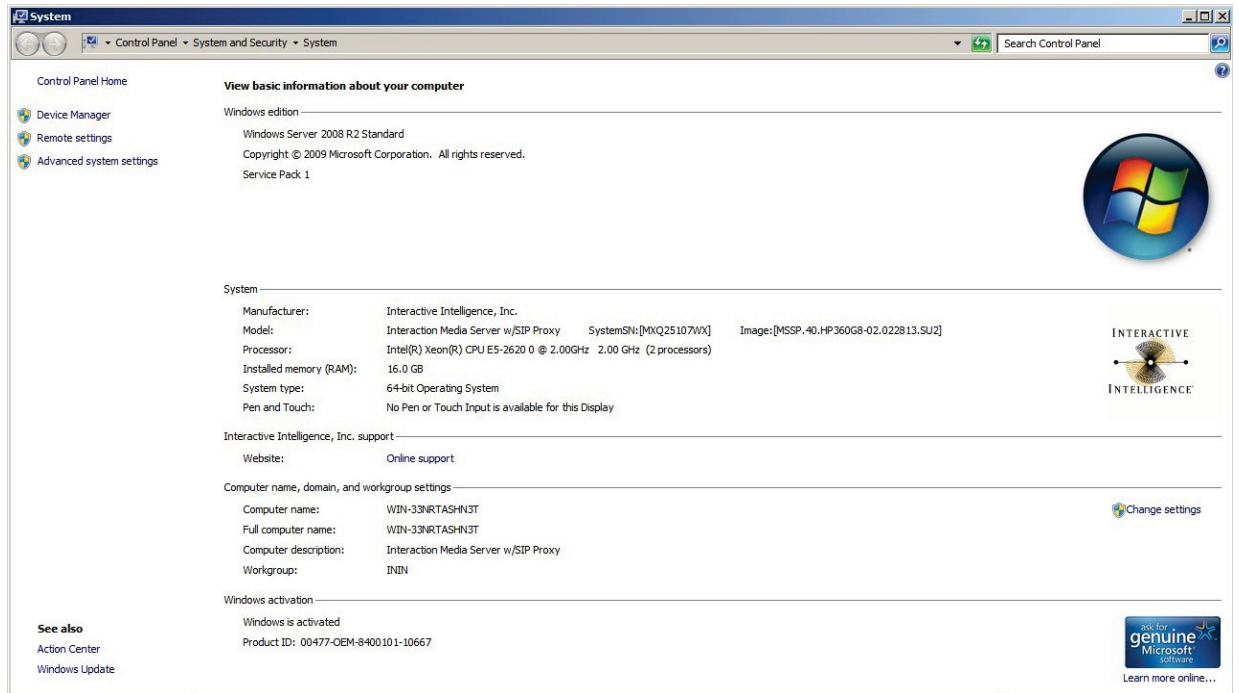 System
Control Panel System and Security System
Search Control Panel
Control Panel Home
Device Manager
Remote settings
Advanced system settings
View basic information about your computer
Windows edition
Windows Server 2008 R2 Standard
Copyright © 2009 Microsoft Corporation. All rights reserved.
Service Pack 1
System
Manufacturer: Interactive Intelligence, Inc.
Model: Interaction Media Server w/SIP Proxy SystemSN:[MXQ25107WX] Image:[MSSP.40.HP360G8-02.022813.SU2]
Processor: Intel(R) Xeon(R) CPU E5-2620 0 @ 2.00GHz 2.00 GHz (2 processors)
Installed memory (RAM): 16.0 GB
System type: 64-bit Operating System
Pen and Touch: No Pen or Touch Input is available for this Display
INTERACTIVE
INTELLIGENCE
Interactive Intelligence, Inc. support
Website: Online support
Computer name, domain, and workgroup settings
Computer name: WIN-33NRTASHN3T
Change settings
Full computer name: WIN-33NRTASHN3T
Computer description: Interaction Media Server w/SIP Proxy
Workgroup: ININ
Windows activation
Windows is activated
Product ID: 00477-OEM-8400101-10667
See also
Action Center
Windows Update
ask for
genuine
Microsoft
software
Learn more online...